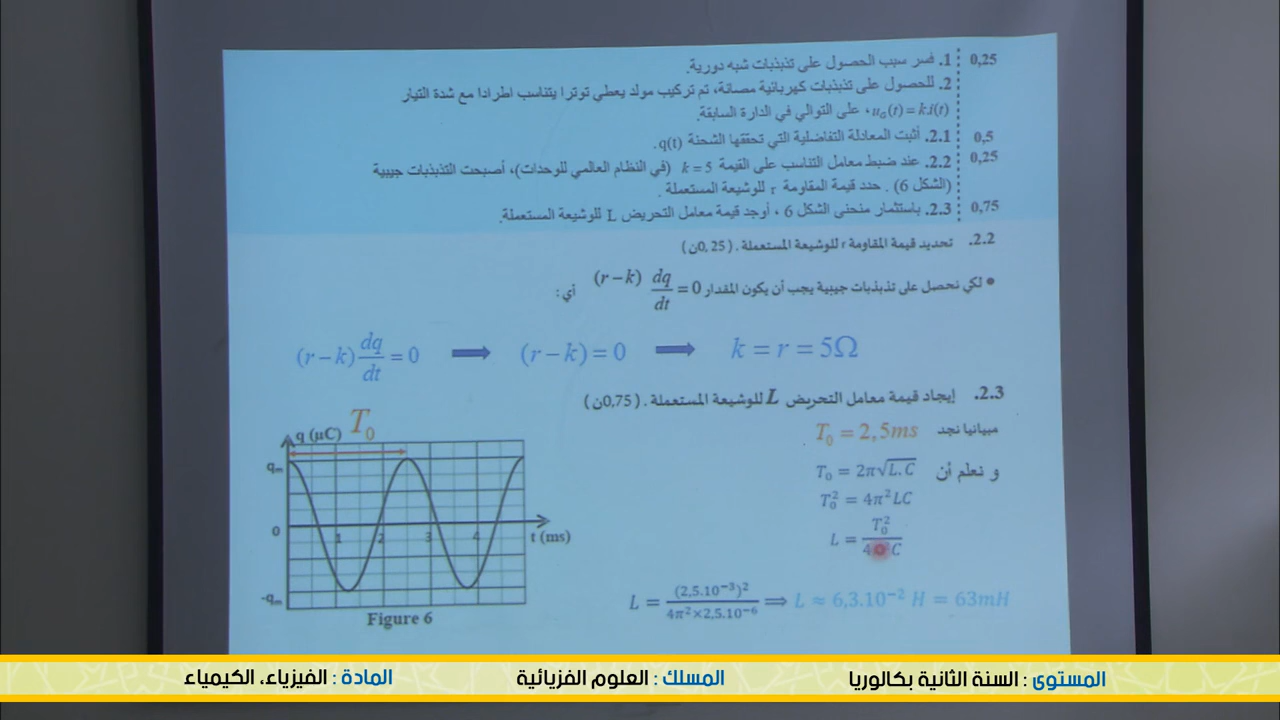 0,25 1. فسر سبب الحصول على تذبذبات شبه دورية.
2. للحصول على تذبذبات كهربائية مصانة، تم تركيب مولد يعطي توترا يتناسب اطرادا مع شدة التيار
u_G(t) = k.i(t)، على التوالي في الدارة السابقة.
0,5 2.1. أثبت المعادلة التفاضلية التي تحققها الشحنة q(t).
0,25 2.2. عند ضبط معامل التناسب على القيمة k = 5 (في النظام العالمي للوحدات)، أصبحت التذبذبات جيبية
(الشكل 6). حدد قيمة المقاومة r للوشيعة المستعملة.
0,75 2.3. باستثمار منحنى الشكل 6، أوجد قيمة معامل التحريض L للوشيعة المستعملة.
2.2. تحديد قيمة المقاومة r للوشيعة المستعملة. (0,25ن)
• لكي نحصل على تذبذبات جيبية يجب أن يكون المقدار (r – k) dq/dt = 0 أي:
(r – k) dq/dt = 0 ➡ (r – k) = 0 ➡ k = r = 5Ω
2.3. إيجاد قيمة معامل التحريض L للوشيعة المستعملة. (0,75ن)
مبيانيا نجد T₀ = 2,5ms
و نعلم أن T₀ = 2π√L.C
T₀² = 4π²LC
L = T₀² / 4 C
L = (2,5.10⁻³)² / 4π²×2,5.10⁻⁶ ⟹ L ≈ 6,3.10⁻² H = 63mH
T₀
q (μC)
qₘ
0
-qₘ
1 2 3 4
t (ms)
Figure 6
المستوى : السنة الثانية بكالوريا المسلك : العلوم الفزيائية المادة : الفيزياء، الكيمياء